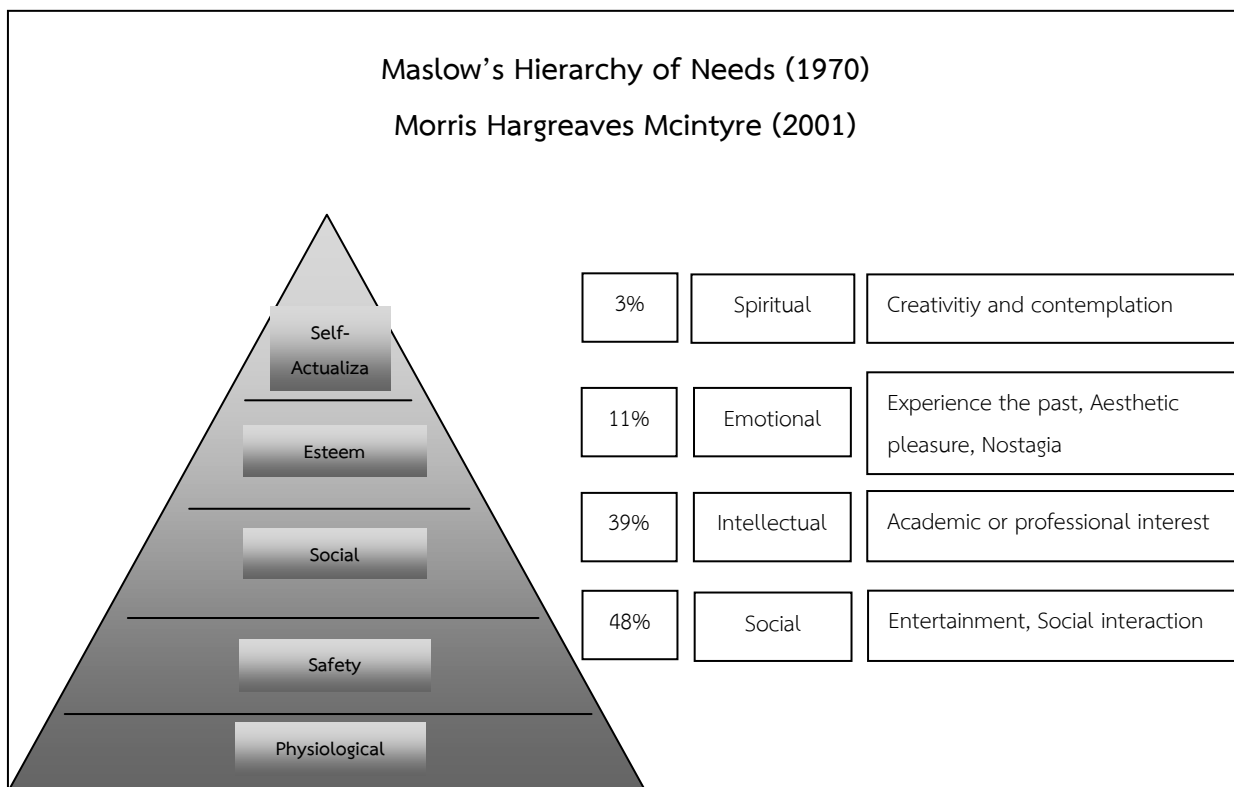 Maslow's Hierarchy of Needs (1970)
Morris Hargreaves Mcintyre (2001)
Self-
Actualiza
Esteem
Social
Safety
Physiological
3%
Spiritual
Creativitiy and contemplation
11%
Emotional
Experience the past, Aesthetic
pleasure, Nostagia
39%
Intellectual
Academic or professional interest
48%
Social
Entertainment, Social interaction